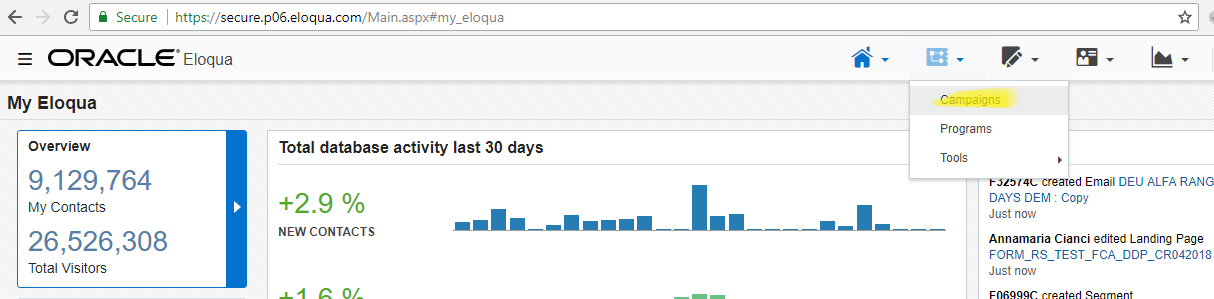 Secure https://secure.p06.eloqua.com/Main.aspx#my_eloqua
ORACLE Eloqua
Campaigns
Programs
Tools
My Eloqua
Overview
9,129,764
My Contacts
26,526,308
Total Visitors
Total database activity last 30 days
+2.9 %
NEW CONTACTS
+1.6 %
F32574C created Email DEU ALFA RANG
DAYS DEM : Copy
Just now
Annamaria Cianci edited Landing Page
FORM_RS_TEST_FCA_DDP_CR042018
Just now
F06999C created Segment